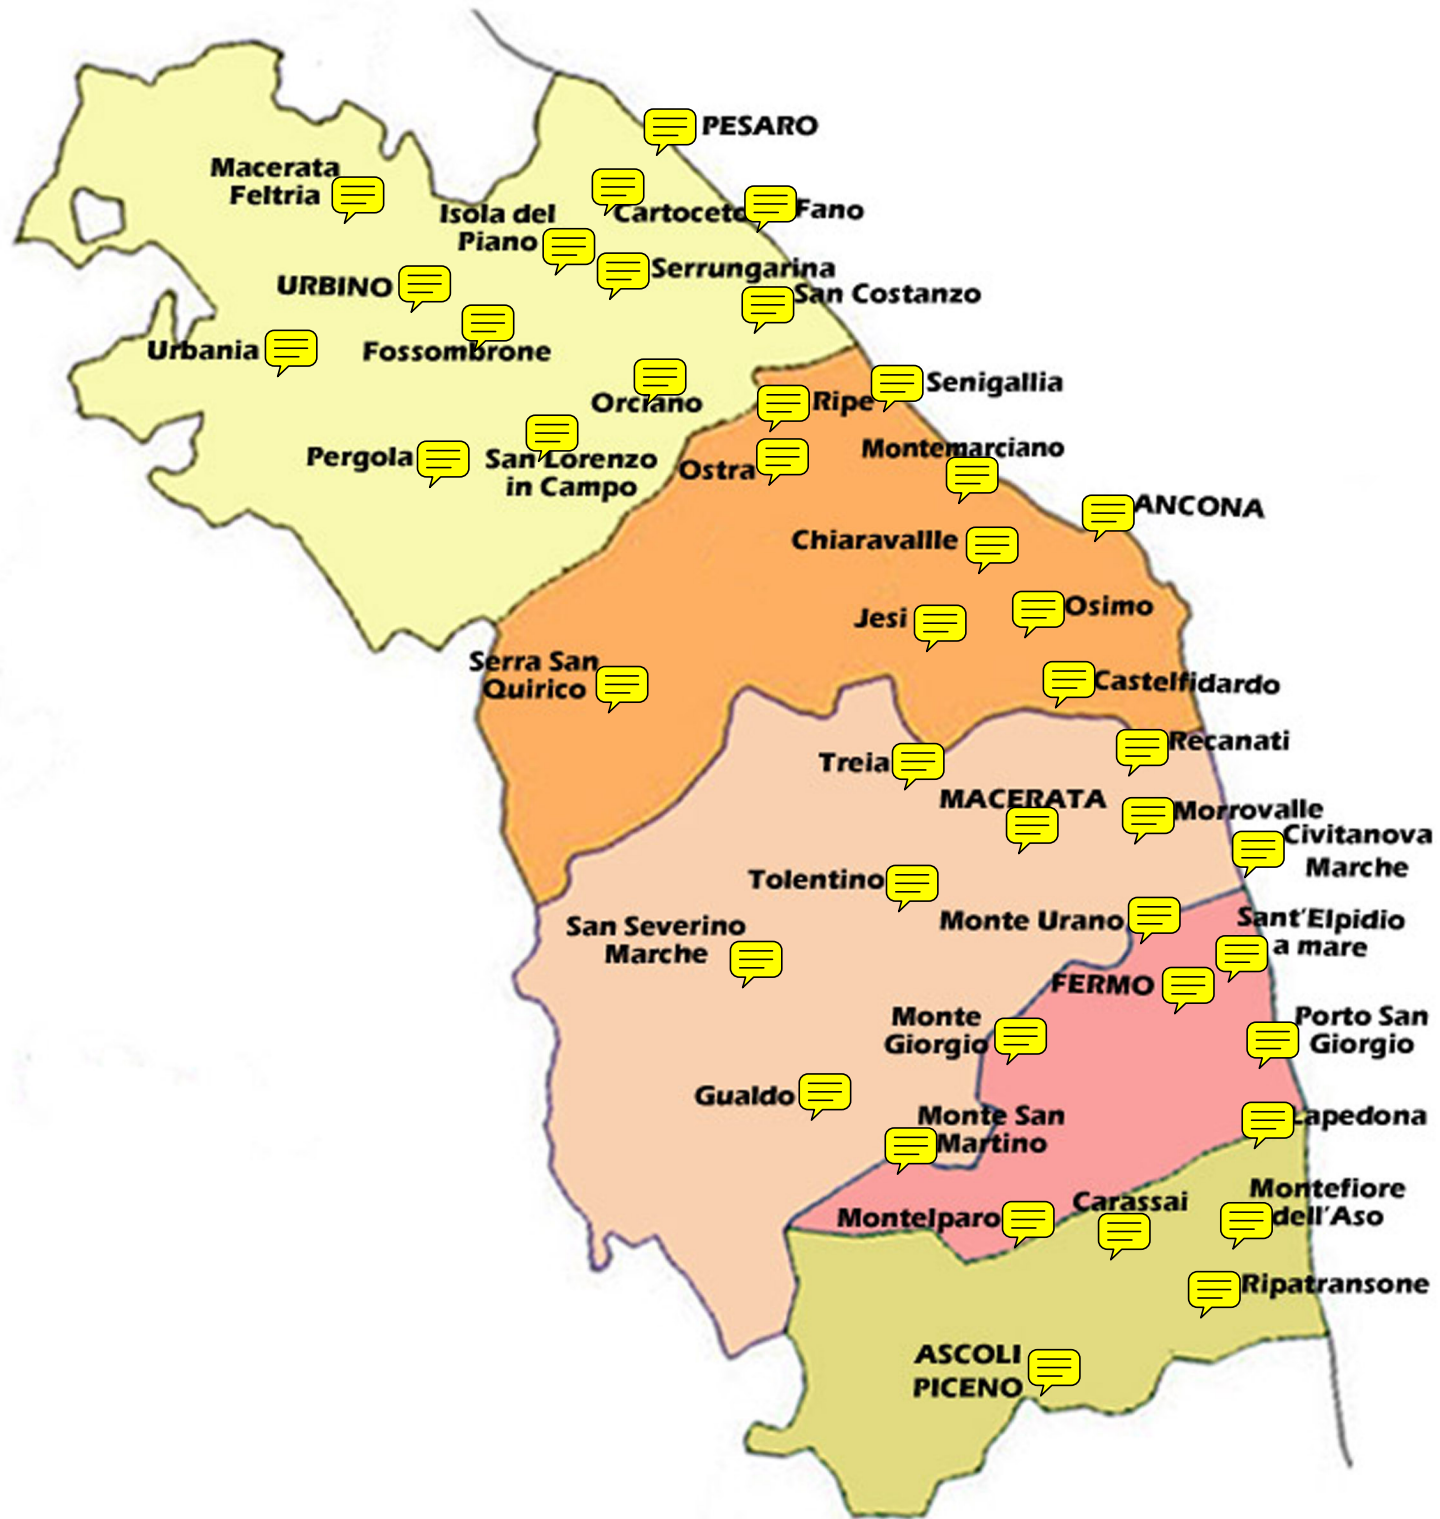 PESARO
Macerata
Feltria
Cartoceto
Fano
Isola del
Piano
Serrungarina
URBINO
San Costanzo
Urbania
Fossombrone
Senigallia
Orciano
Ripe
Montemarciano
Pergola
San Lorenzo
in Campo
Ostra
ANCONA
Chiaravallle
Jesi
Osimo
Serra San
Quirico
Castelfidardo
Recanati
Treia
MACERATA
Morrovalle
Civitanova
Marche
Tolentino
San Severino
Marche
Monte Urano
Sant'Elpidio
a mare
FERMO
Monte
Giorgio
Porto San
Giorgio
Gualdo
Monte San
Martino
Lapedona
Montelparo
Carassai
Montefiore
dell'Aso
Ripatransone
ASCOLI
PICENO